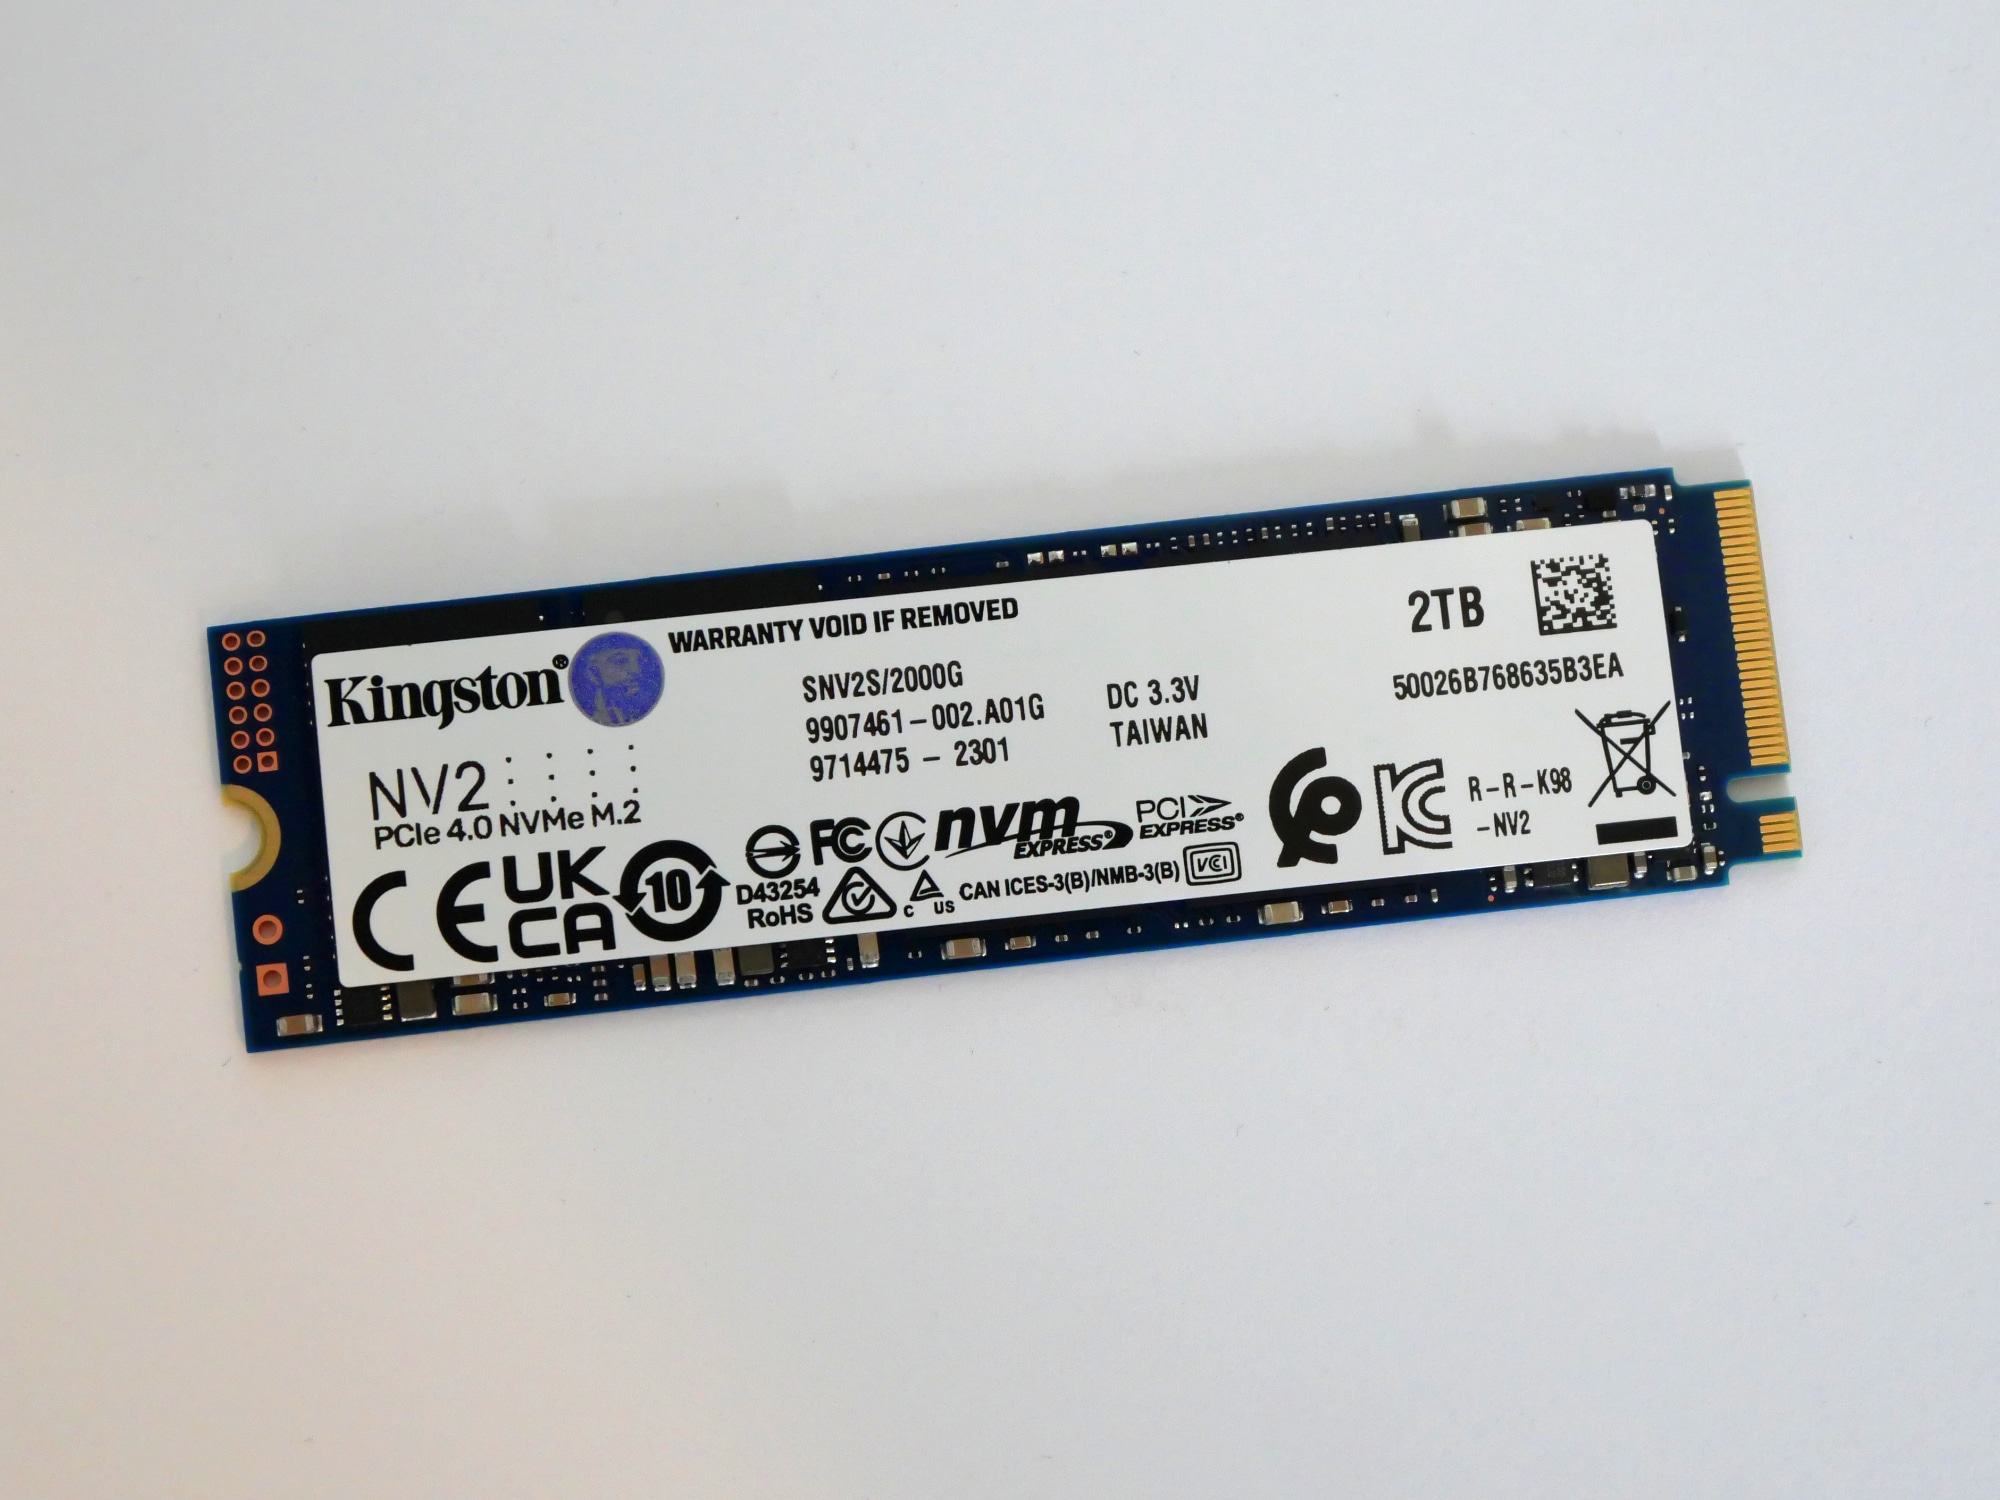 Kingston®
WARRANTY VOID IF REMOVED
NV2
PCIe 4.0 NVMe M.2
SNV2S/2000G
9907461-002.A01G
9714475 - 2301
DC 3.3V
TAIWAN
2TB
50026B768635B3EA
CE
UK
CA
10
D43254
RoHS
FC
nvm
EXPRESS®
PCI
EXPRESS®
c US
CAN ICES-3(B)/NMB-3(B)
VCI
R-R-K98
-NV2